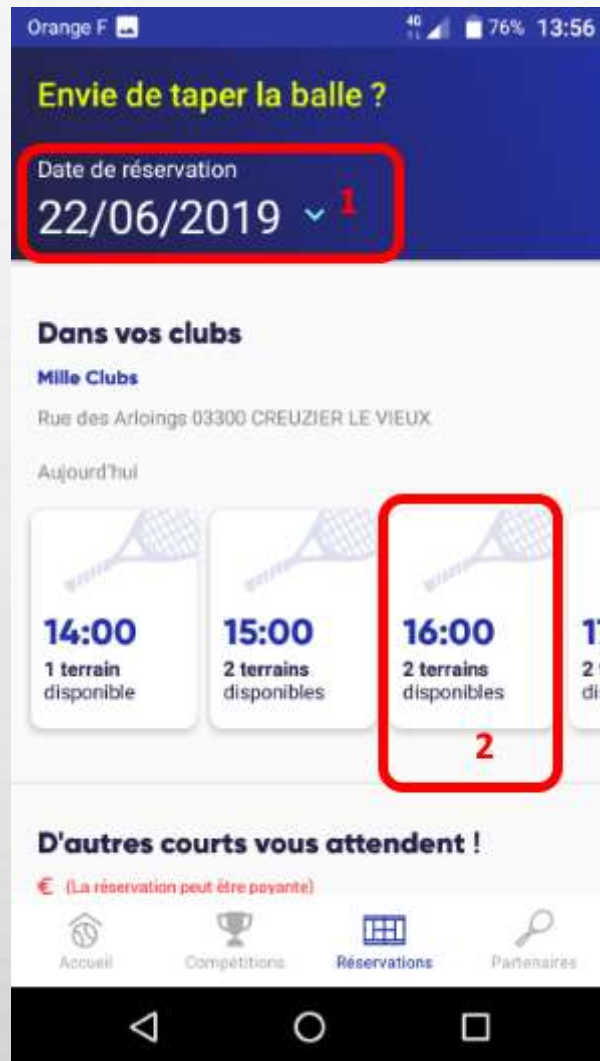 Orange F 4G 76% 13:56
Envie de taper la balle ?
Date de réservation
22/06/2019 1
Dans vos clubs
Mille Clubs
Rue des Arloings 03300 CREUZIER LE VIEUX
Aujourd'hui
14:00 15:00 16:00
1 terrain 2 terrains 2 terrains 2
disponible disponibles disponibles
2
D'autres courts vous attendent !
€ (La réservation peut être payante)
Accueil Compétitions Réservations Partenaires